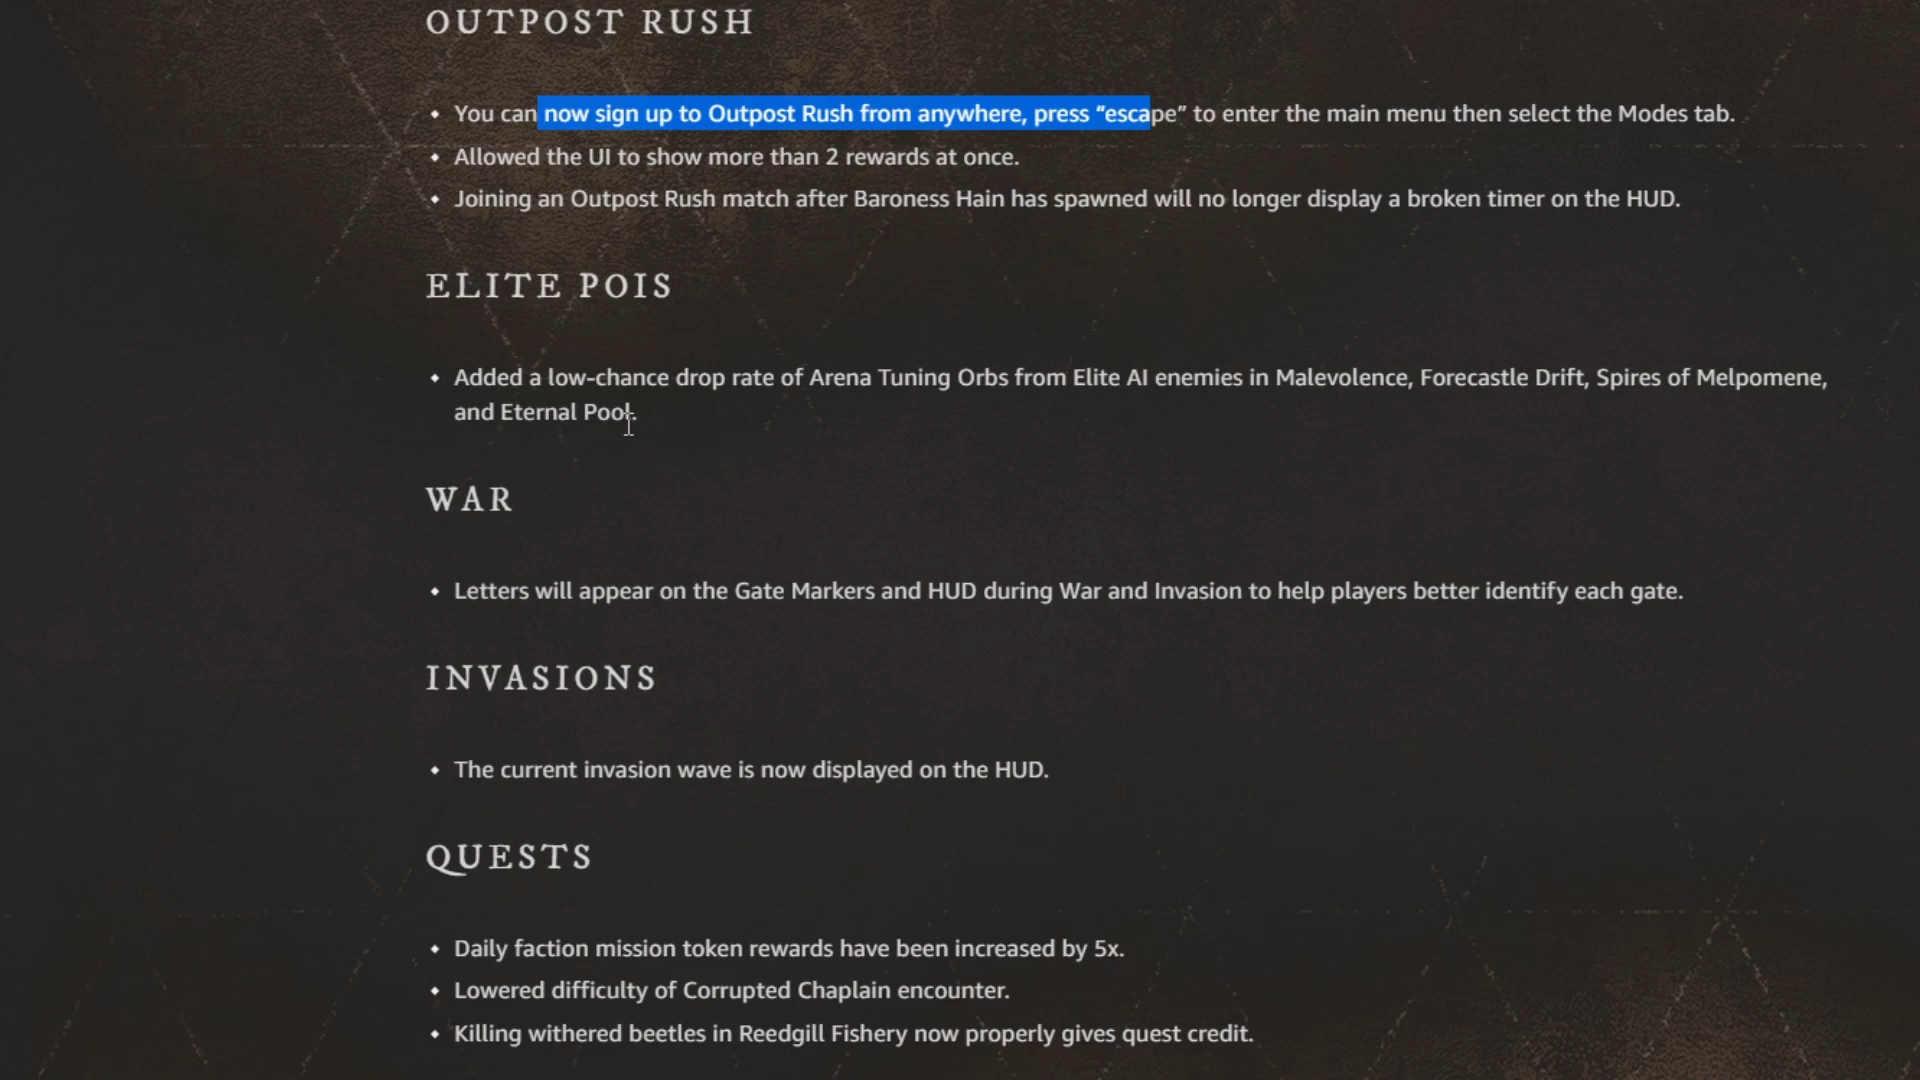 OUTPOST RUSH
You can now sign up to Outpost Rush from anywhere, press “escape” to enter the main menu then select the Modes tab.
Allowed the UI to show more than 2 rewards at once.
Joining an Outpost Rush match after Baroness Hain has spawned will no longer display a broken timer on the HUD.
ELITE POIS
Added a low-chance drop rate of Arena Tuning Orbs from Elite AI enemies in Malevolence, Forecastle Drift, Spires of Melpomene,
and Eternal Pool.
WAR
Letters will appear on the Gate Markers and HUD during War and Invasion to help players better identify each gate.
INVASIONS
The current invasion wave is now displayed on the HUD.
QUESTS
Daily faction mission token rewards have been increased by 5x.
Lowered difficulty of Corrupted Chaplain encounter.
Killing withered beetles in Reedgill Fishery now properly gives quest credit.